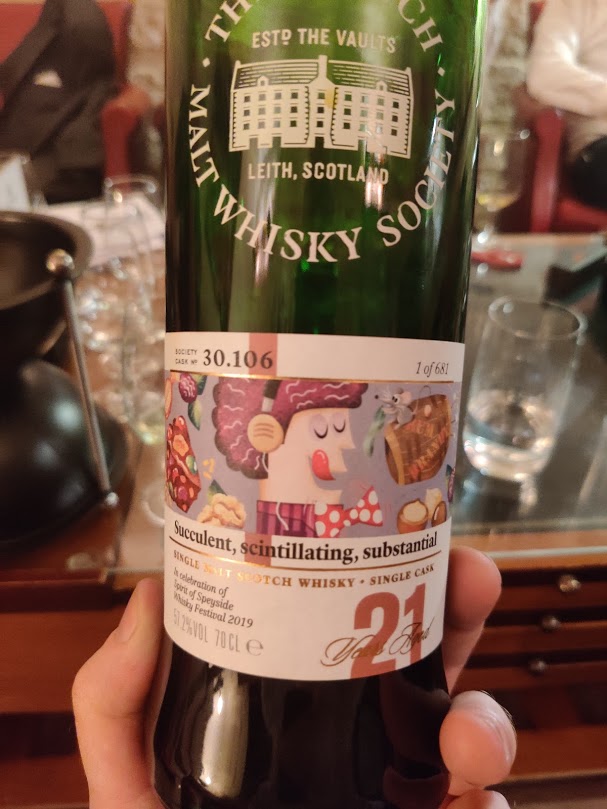 ESTD THE VAULTS
LEITH, SCOTLAND
MALT WHISKY SOCIETY
SOCIETY
CASK Nº 30.106
1 of 681
Succulent, scintillating, substantial
SINGLE MALT SCOTCH WHISKY • SINGLE CASK
In celebration of
Spirit of Speyside
Whisky Festival 2019
57.2%VOL 70CL e
21
Years Aged